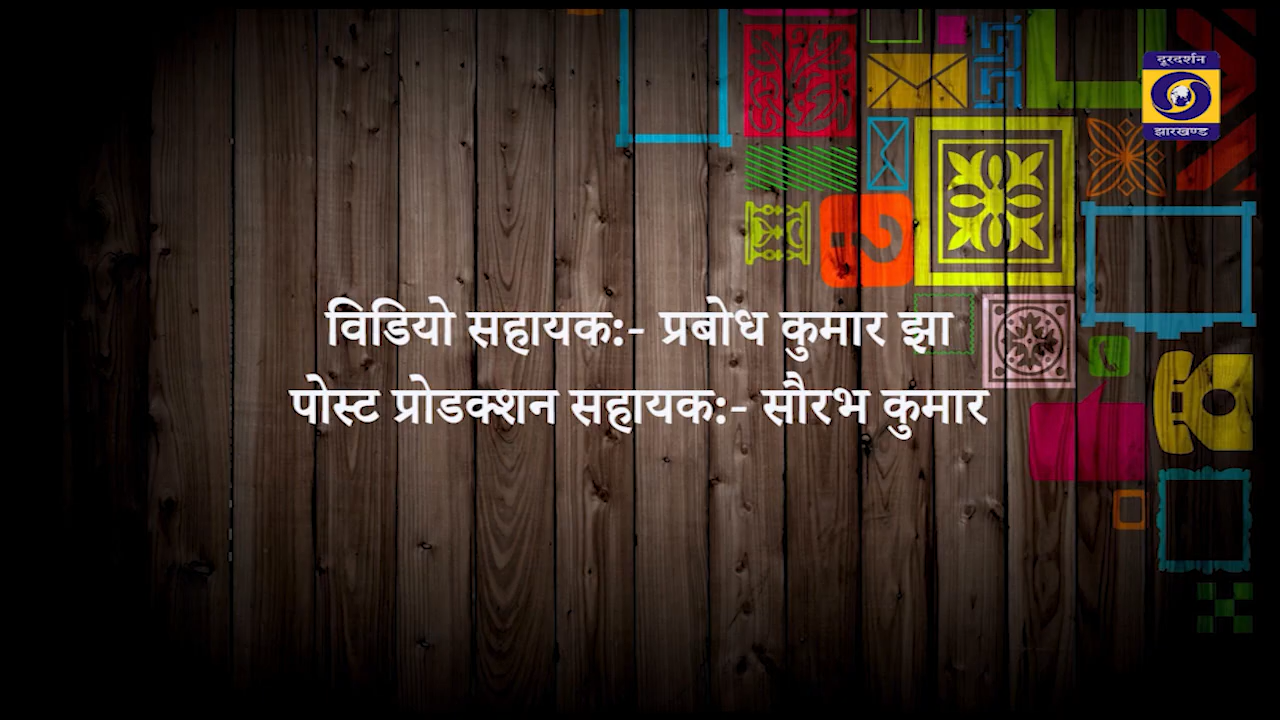 दूरदर्शन
झारखण्ड
विडियो सहायक:- प्रबोध कुमार झा
पोस्ट प्रोडक्शन सहायक:- सौरभ कुमार